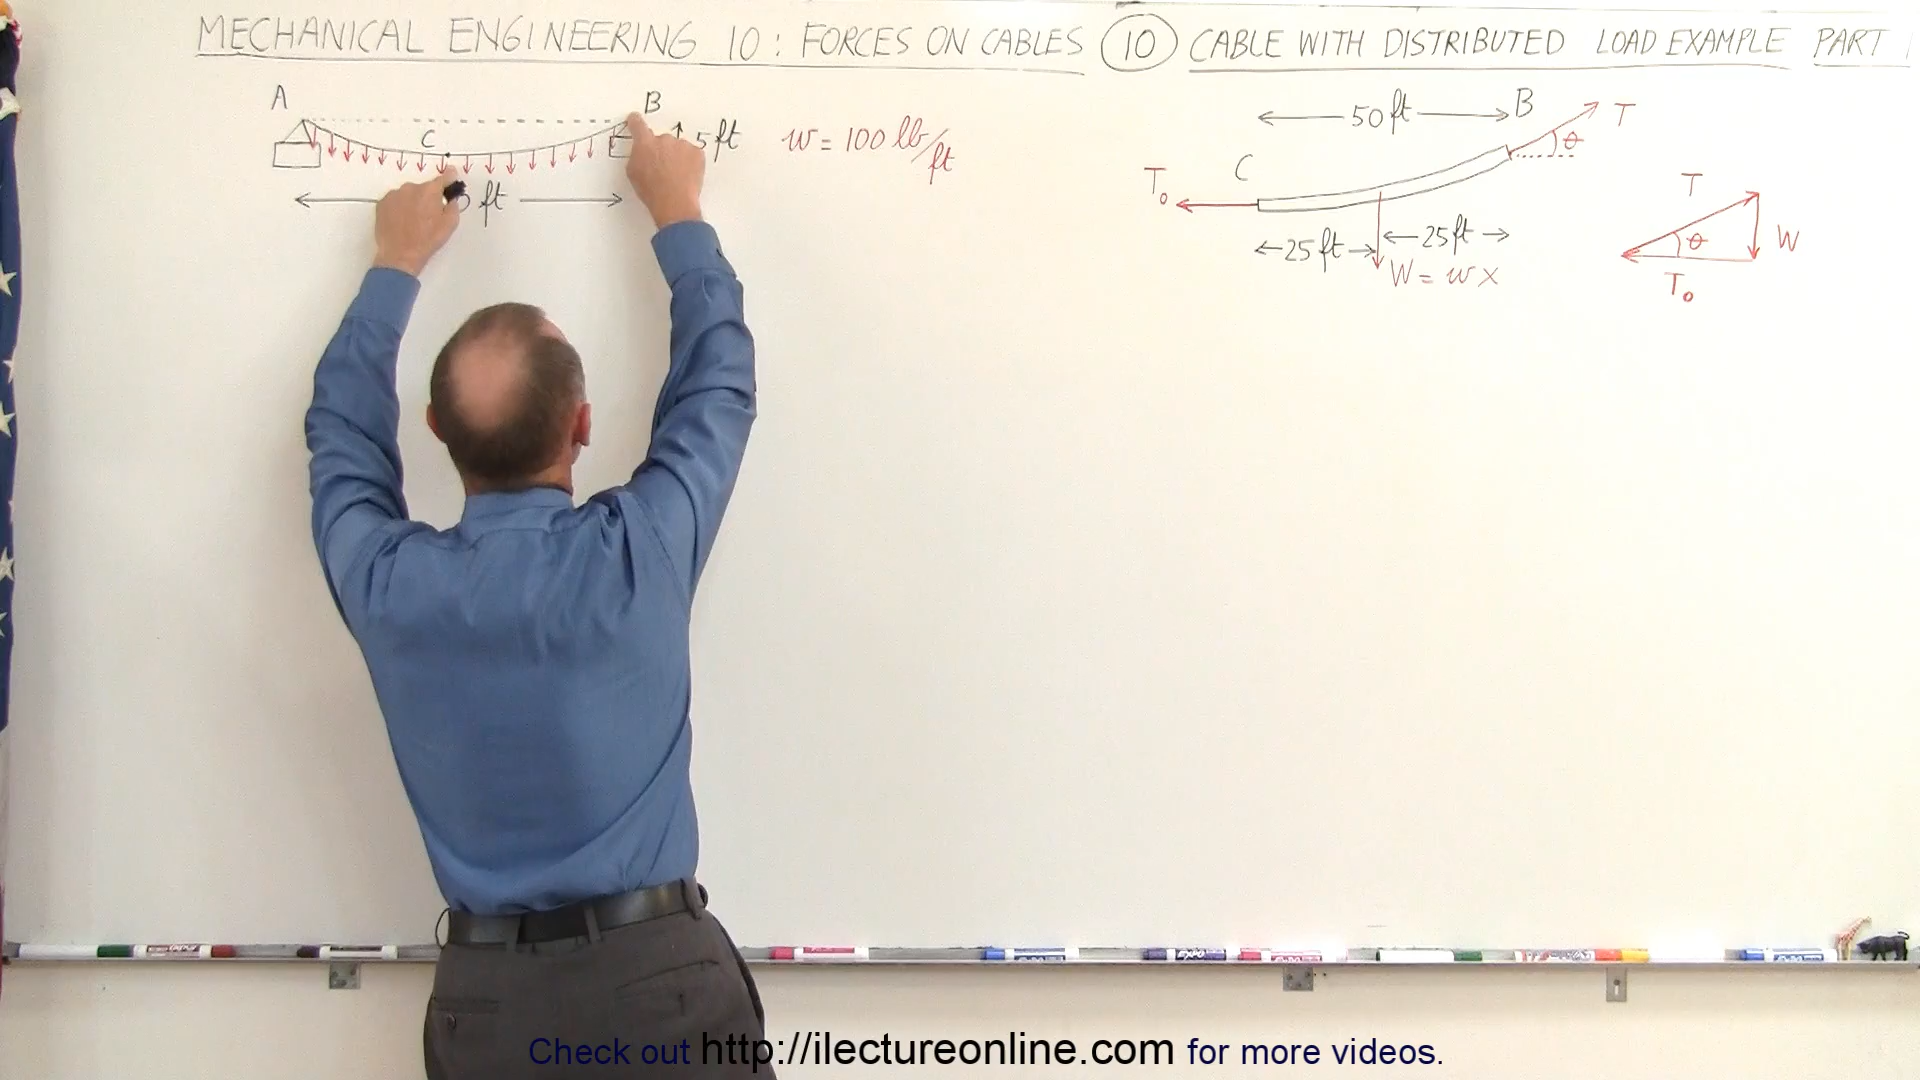 MECHANICAL ENGINEERING 10: FORCES ON CABLES 10 CABLE WITH DISTRIBUTED LOAD EXAMPLE PART
A
B
C
5 ft
ft
w = 100 lb/ft
50 ft
B
T
θ
C
T₀
25 ft
25 ft
W = w x
T
θ
W
T₀
EXPO
Check out http://ilectureonline.com for more videos.